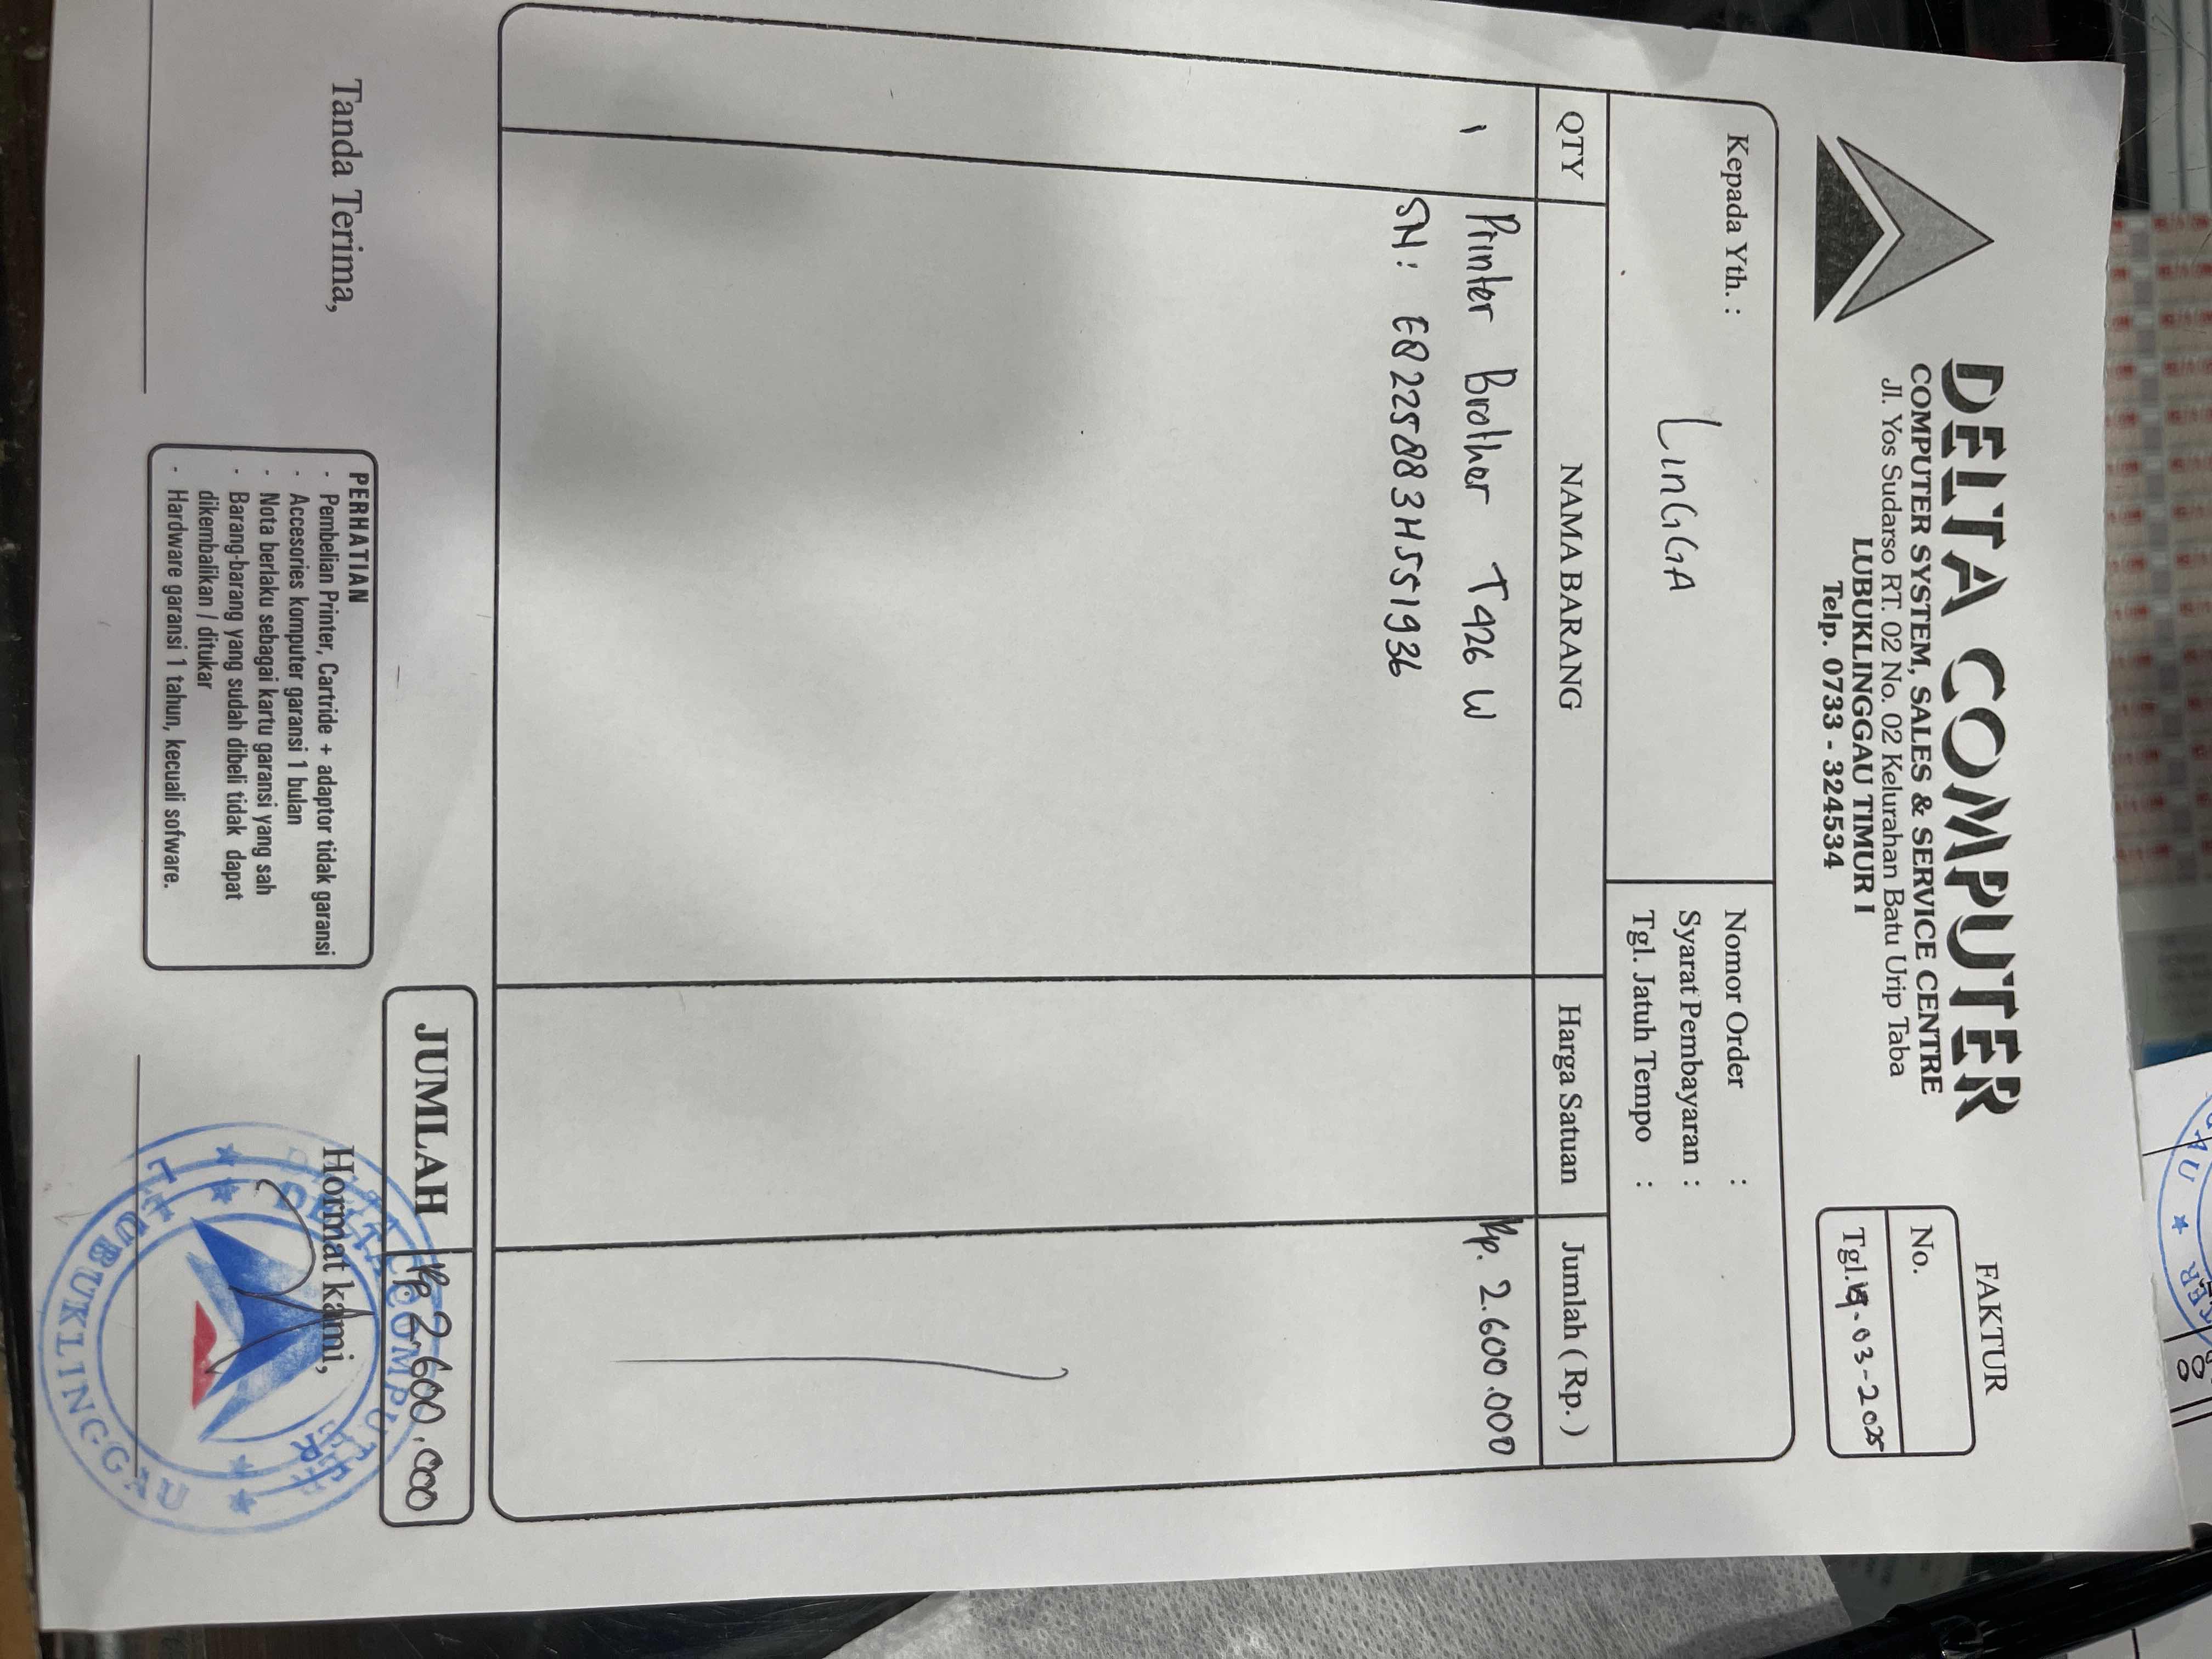 DELTA COMPUTER
COMPUTER SYSTEM, SALES & SERVICE CENTRE
Jl. Yos Sudarso RT. 02 No. 02 Kelurahan Batu Urip Taba
LUBUKLINGGAU TIMUR I
Telp. 0733 - 324534
FAKTUR
No.
Tgl. -03-2025
Kepada Yth. :
LinGGA
Nomor Order :
Syarat Pembayaran :
Tgl. Jatuh Tempo :
QTY NAMA BARANG Harga Satuan Jumlah ( Rp. )
1 Printer Brother T426 W Rp. 2.600.000
SN:
JUMLAH Rp 2.600.000
Tanda Terima,
PERHATIAN
- Pembelian Printer, Cartride + adaptor tidak garansi
- Accesories komputer garansi 1 bulan
- Nota berlaku sebagai kartu garansi yang sah
- Barang-barang yang sudah dibeli tidak dapat
dikembalikan / ditukar
- Hardware garansi 1 tahun, kecuali sofware.
Hormat kami,
DELTA COMPUTER
LUBUKLINGGAU